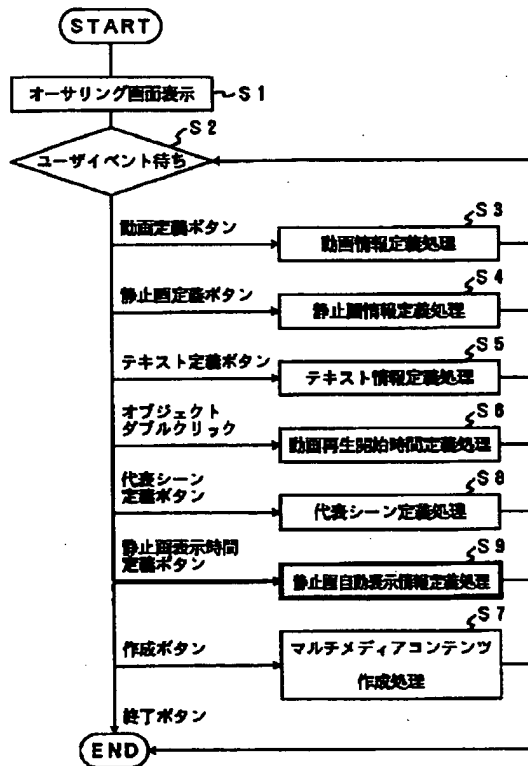 START
オーサリング画面表示
S1
S2
ユーザイベント待ち
動画定義ボタン
S3
動画情報定義処理
静止画定義ボタン
S4
静止画情報定義処理
テキスト定義ボタン
S5
テキスト情報定義処理
オブジェクト
ダブルクリック
S6
動画再生開始時間定義処理
代表シーン
定義ボタン
S8
代表シーン定義処理
静止画表示時間
定義ボタン
S9
静止画自動表示情報定義処理
作成ボタン
S7
マルチメディアコンテンツ
作成処理
終了ボタン
END